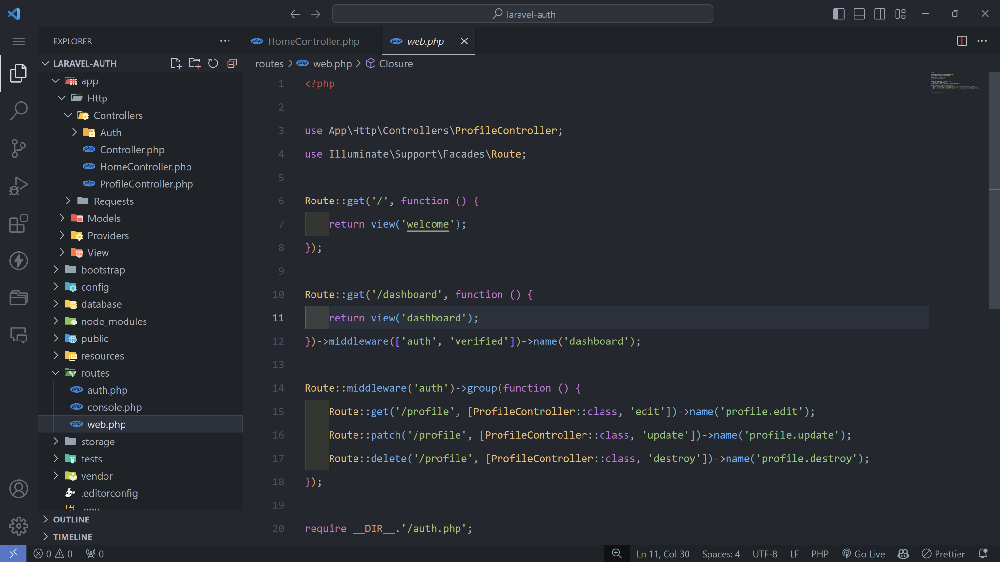 laravel-auth
EXPLORER
HomeController.php
web.php
LARAVEL-AUTH
routes > web.php > Closure
app
Http
Controllers
Auth
Controller.php
HomeController.php
ProfileController.php
Requests
Models
Providers
View
bootstrap
config
database
node_modules
public
resources
routes
auth.php
console.php
web.php
storage
tests
vendor
.editorconfig
.env
OUTLINE
TIMELINE
1 <?php
2
3 use App\Http\Controllers\ProfileController;
4 use Illuminate\Support\Facades\Route;
5
6 Route::get('/', function () {
7 return view('welcome');
8 });
9
10 Route::get('/dashboard', function () {
11 return view('dashboard');
12 })->middleware(['auth', 'verified'])->name('dashboard');
13
14 Route::middleware('auth')->group(function () {
15 Route::get('/profile', [ProfileController::class, 'edit'])->name('profile.edit');
16 Route::patch('/profile', [ProfileController::class, 'update'])->name('profile.update');
17 Route::delete('/profile', [ProfileController::class, 'destroy'])->name('profile.destroy');
18 });
19
20 require __DIR__.'/auth.php';
0 0 0 Ln 11, Col 30 Spaces: 4 UTF-8 LF PHP Go Live Prettier